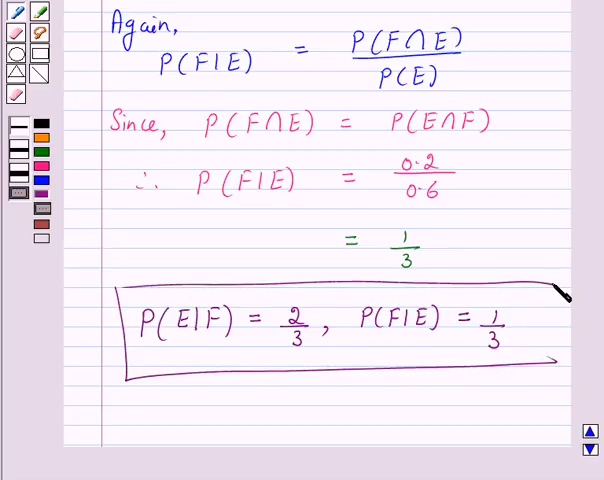 Again,
P(F|E) = P(F∩E)/P(E)
Since, P(F∩E) = P(E∩F)
∴ P(F|E) = 0.2/0.6
= 1/3
P(E|F) = 2/3, P(F|E) = 1/3